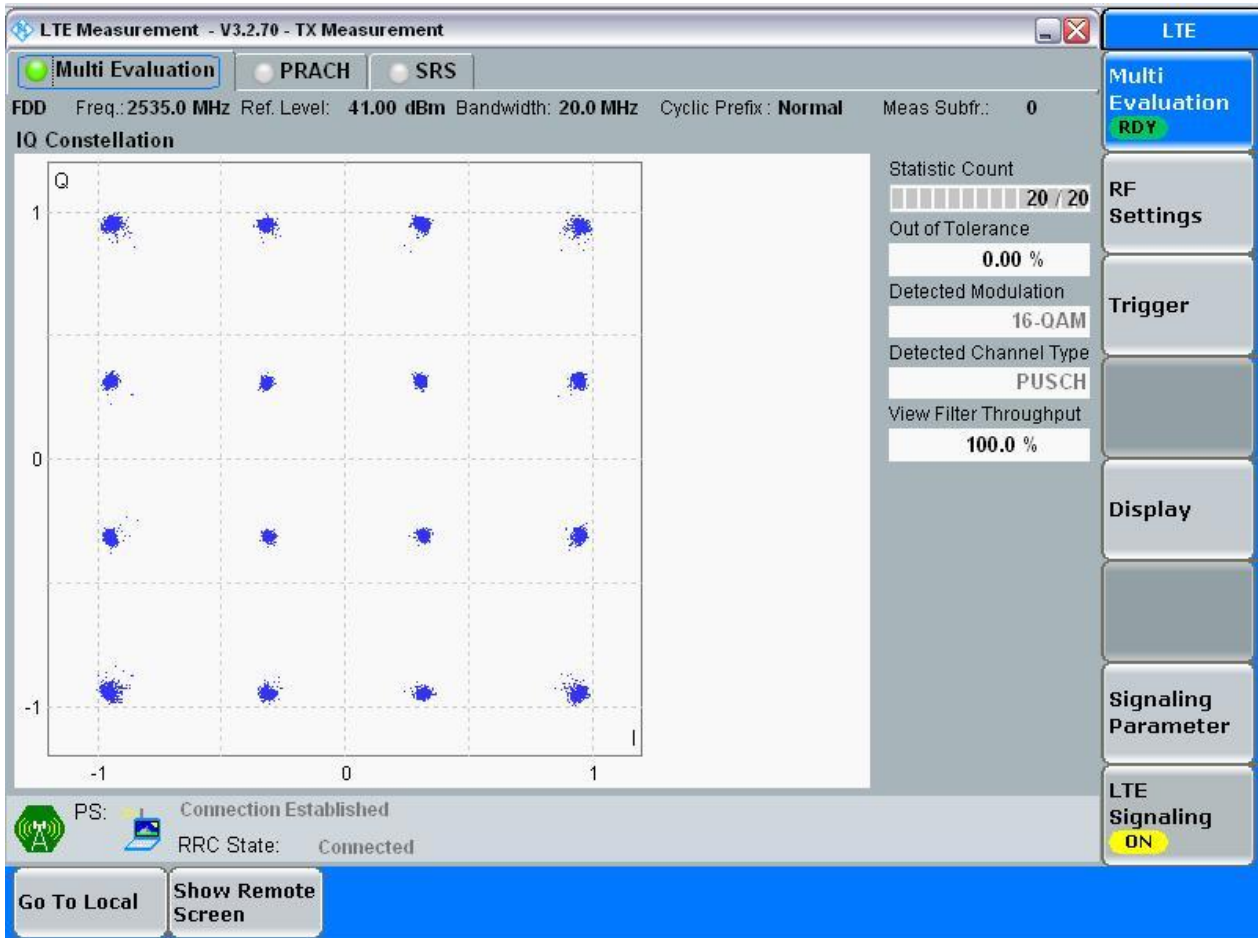 LTE Measurement - V3.2.70 - TX Measurement
LTE
Multi Evaluation PRACH SRS
Multi
Evaluation
RDY
FDD Freq.: 2535.0 MHz Ref. Level: 41.00 dBm Bandwidth: 20.0 MHz Cyclic Prefix : Normal Meas Subfr.: 0
IQ Constellation
Q
1
0
-1
I
-1 0 1
Statistic Count
20 / 20
Out of Tolerance
0.00 %
Detected Modulation
16-QAM
Detected Channel Type
PUSCH
View Filter Throughput
100.0 %
RF
Settings
Trigger
Display
Signaling
Parameter
LTE
Signaling
ON
PS: Connection Established
RRC State: Connected
Go To Local
Show Remote
Screen